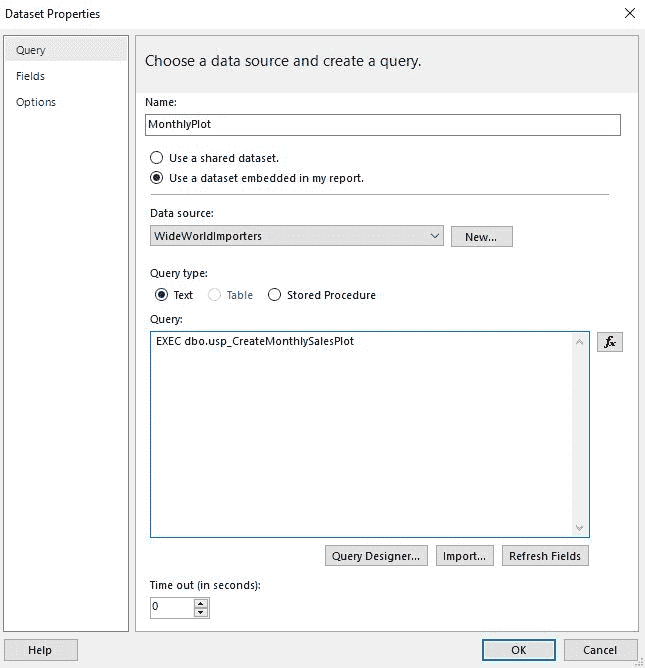 Dataset Properties
Query
Fields
Options
Choose a data source and create a query.
Name:
MonthlyPlot
Use a shared dataset.
Use a dataset embedded in my report.
Data source:
WideWorldImporters
New...
Query type:
Text
Table
Stored Procedure
Query:
EXEC dbo.usp_CreateMonthlySalesPlot
fx
Query Designer...
Import...
Refresh Fields
Time out (in seconds):
0
Help
OK
Cancel